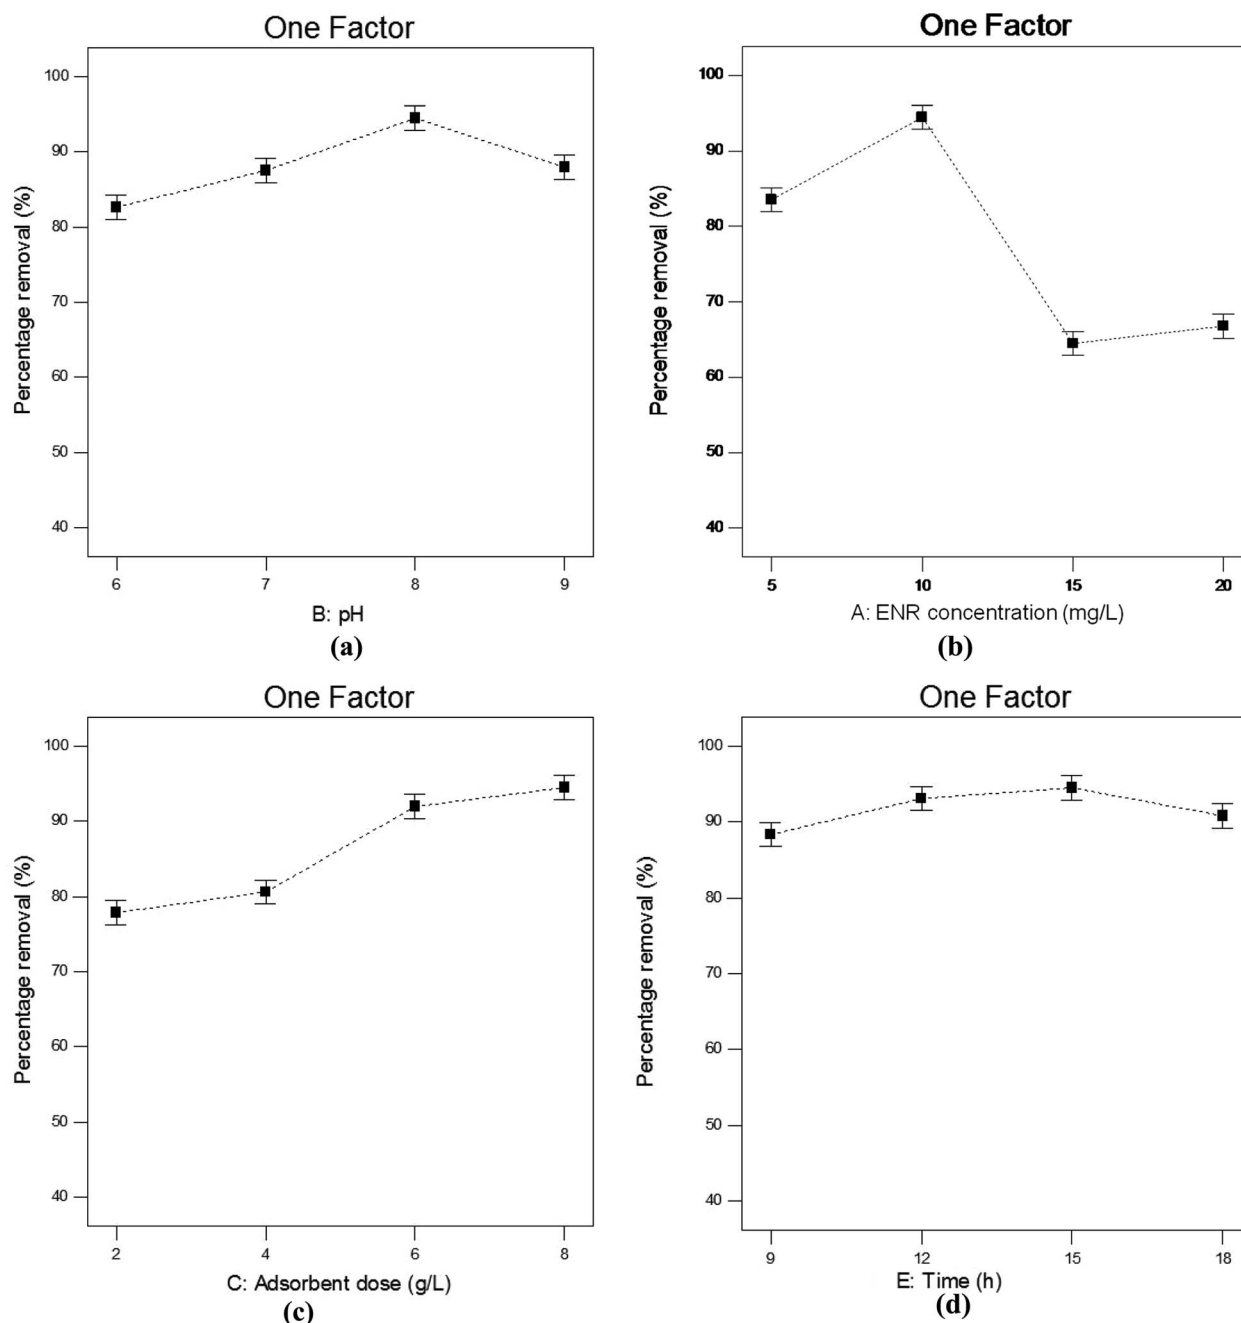 One Factor
100
90
80
70
60
50
40
Percentage removal (%)
6 7 8 9
B: pH
(a)
One Factor
100
90
80
70
60
50
40
Percentage removal (%)
5 10 15 20
A: ENR concentration (mg/L)
(b)
One Factor
100
90
80
70
60
50
40
Percentage removal (%)
2 4 6 8
C: Adsorbent dose (g/L)
(c)
One Factor
100
90
80
70
60
50
40
Percentage removal (%)
9 12 15 18
E: Time (h)
(d)